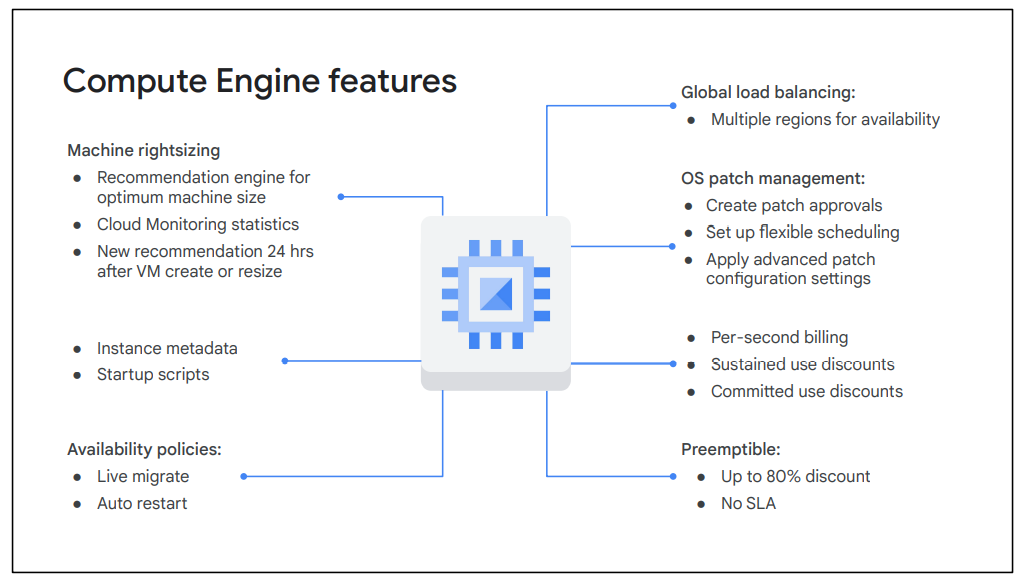 Compute Engine features
Machine rightsizing
● Recommendation engine for
optimum machine size
● Cloud Monitoring statistics
● New recommendation 24 hrs
after VM create or resize
● Instance metadata
● Startup scripts
Availability policies:
● Live migrate
● Auto restart
Global load balancing:
● Multiple regions for availability
OS patch management:
● Create patch approvals
● Set up flexible scheduling
● Apply advanced patch
configuration settings
● Per-second billing
● Sustained use discounts
● Committed use discounts
Preemptible:
● Up to 80% discount
● No SLA